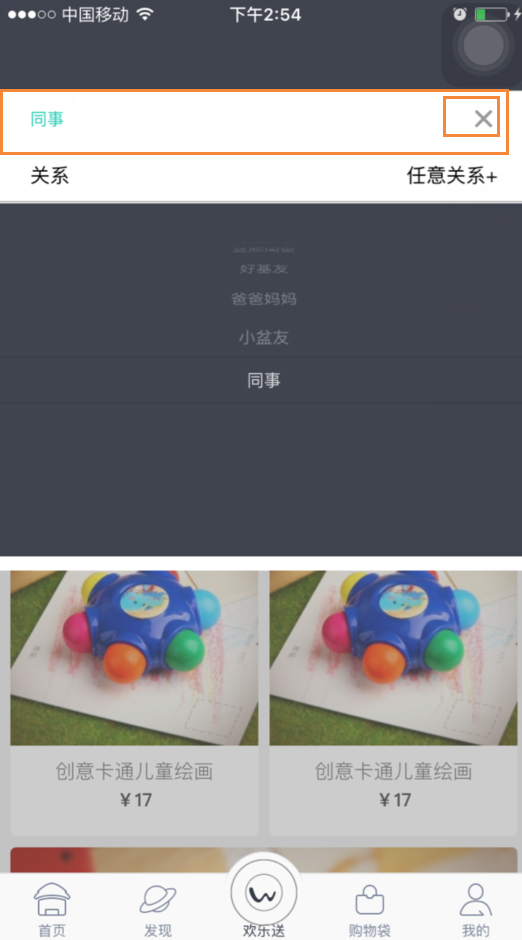 中国移动 下午2:54
同事
关系 任意关系+
好基友
爸爸妈妈
小盆友
同事
创意卡通儿童绘画 创意卡通儿童绘画
¥17 ¥17
首页 发现 欢乐送 购物袋 我的